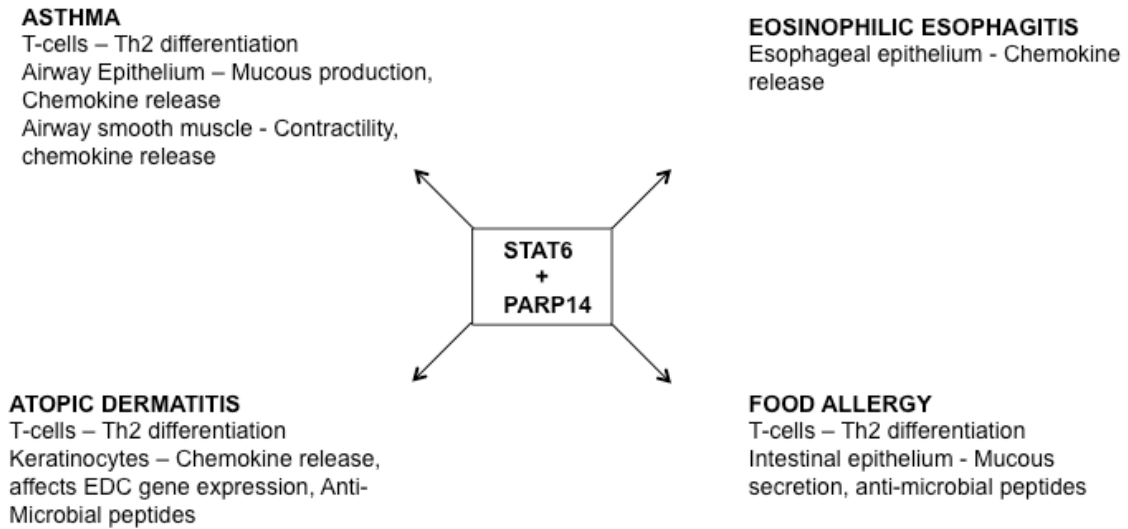 ASTHMA
T-cells – Th2 differentiation
Airway Epithelium – Mucous production,
Chemokine release
Airway smooth muscle - Contractility,
chemokine release
EOSINOPHILIC ESOPHAGITIS
Esophageal epithelium - Chemokine
release
STAT6
+
PARP14
ATOPIC DERMATITIS
T-cells – Th2 differentiation
Keratinocytes – Chemokine release,
affects EDC gene expression, Anti-
Microbial peptides
FOOD ALLERGY
T-cells – Th2 differentiation
Intestinal epithelium - Mucous
secretion, anti-microbial peptides